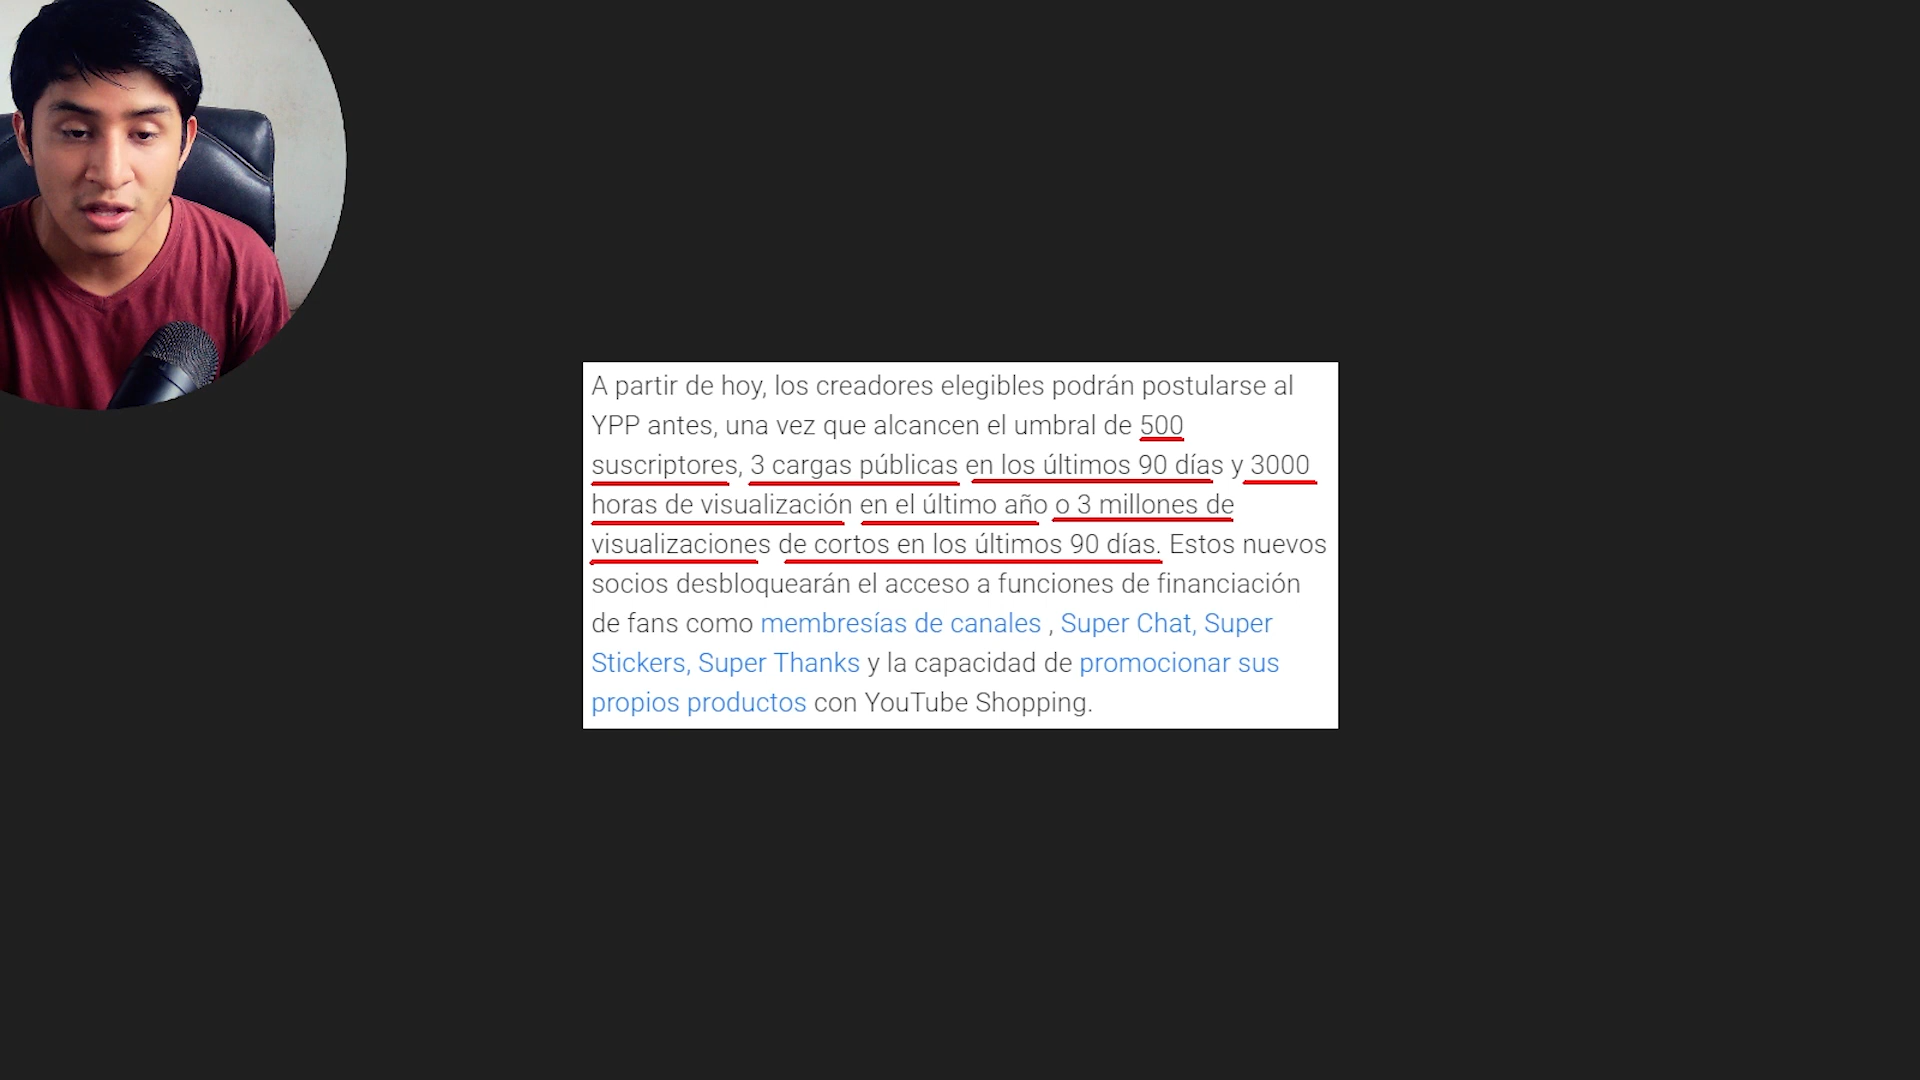 A partir de hoy, los creadores elegibles podrán postularse al
YPP antes, una vez que alcancen el umbral de 500
suscriptores, 3 cargas públicas en los últimos 90 días y 3000
horas de visualización en el último año o 3 millones de
visualizaciones de cortos en los últimos 90 días. Estos nuevos
socios desbloquearán el acceso a funciones de financiación
de fans como membresías de canales , Super Chat, Super
Stickers, Super Thanks y la capacidad de promocionar sus
propios productos con YouTube Shopping.